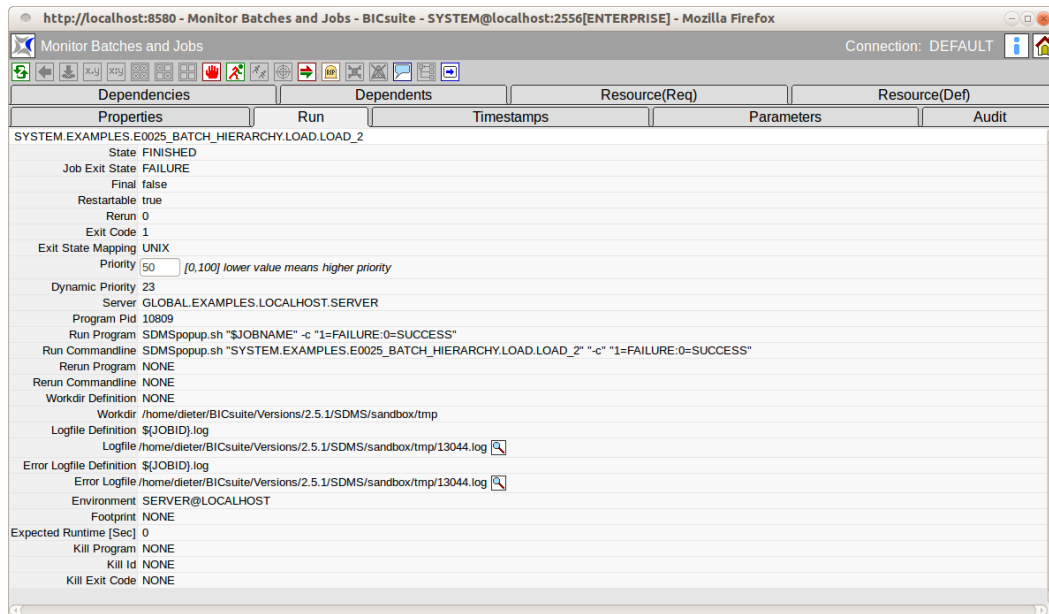 http://localhost:8580 - Monitor Batches and Jobs - BICsuite - SYSTEM@localhost:2556[ENTERPRISE] - Mozilla Firefox
Monitor Batches and Jobs Connection: DEFAULT
x.y x:y RIP
Dependencies Dependents Resource(Req) Resource(Def)
Properties Run Timestamps Parameters Audit
SYSTEM.EXAMPLES.E0025_BATCH_HIERARCHY.LOAD.LOAD_2
State FINISHED
Job Exit State FAILURE
Final false
Restartable true
Rerun 0
Exit Code 1
Exit State Mapping UNIX
Priority 50 [0,100] lower value means higher priority
Dynamic Priority 23
Server GLOBAL.EXAMPLES.LOCALHOST.SERVER
Program Pid 10809
Run Program SDMSpopup.sh "$JOBNAME" -c "1=FAILURE:0=SUCCESS"
Run Commandline SDMSpopup.sh "SYSTEM.EXAMPLES.E0025_BATCH_HIERARCHY.LOAD.LOAD_2" "-c" "1=FAILURE:0=SUCCESS"
Rerun Program NONE
Rerun Commandline NONE
Workdir Definition NONE
Workdir /home/dieter/BICsuite/Versions/2.5.1/SDMS/sandbox/tmp
Logfile Definition ${JOBID}.log
Logfile /home/dieter/BICsuite/Versions/2.5.1/SDMS/sandbox/tmp/13044.log
Error Logfile Definition ${JOBID}.log
Error Logfile /home/dieter/BICsuite/Versions/2.5.1/SDMS/sandbox/tmp/13044.log
Environment SERVER@LOCALHOST
Footprint NONE
Expected Runtime [Sec] 0
Kill Program NONE
Kill Id NONE
Kill Exit Code NONE